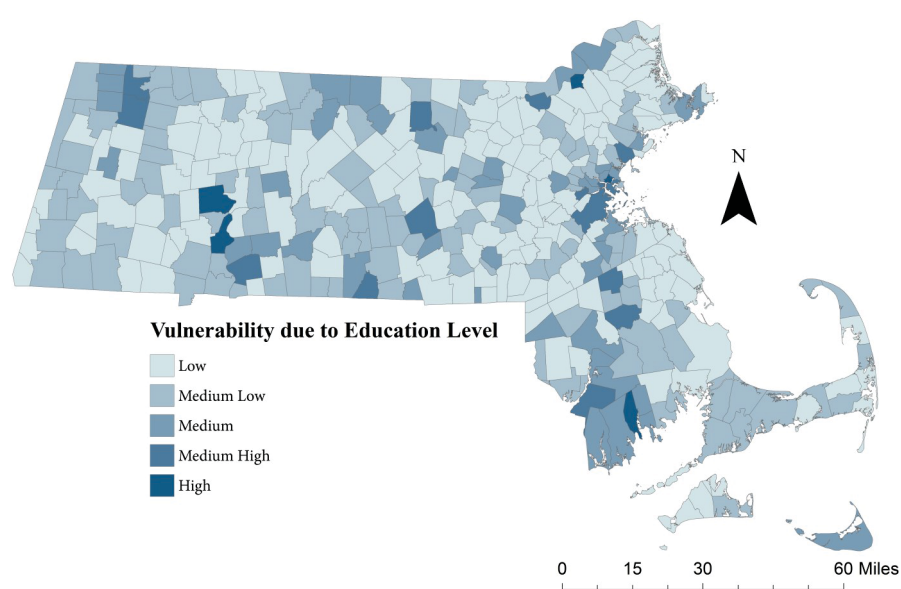 N
Vulnerability due to Education Level
Low
Medium Low
Medium
Medium High
High
0 15 30 60 Miles